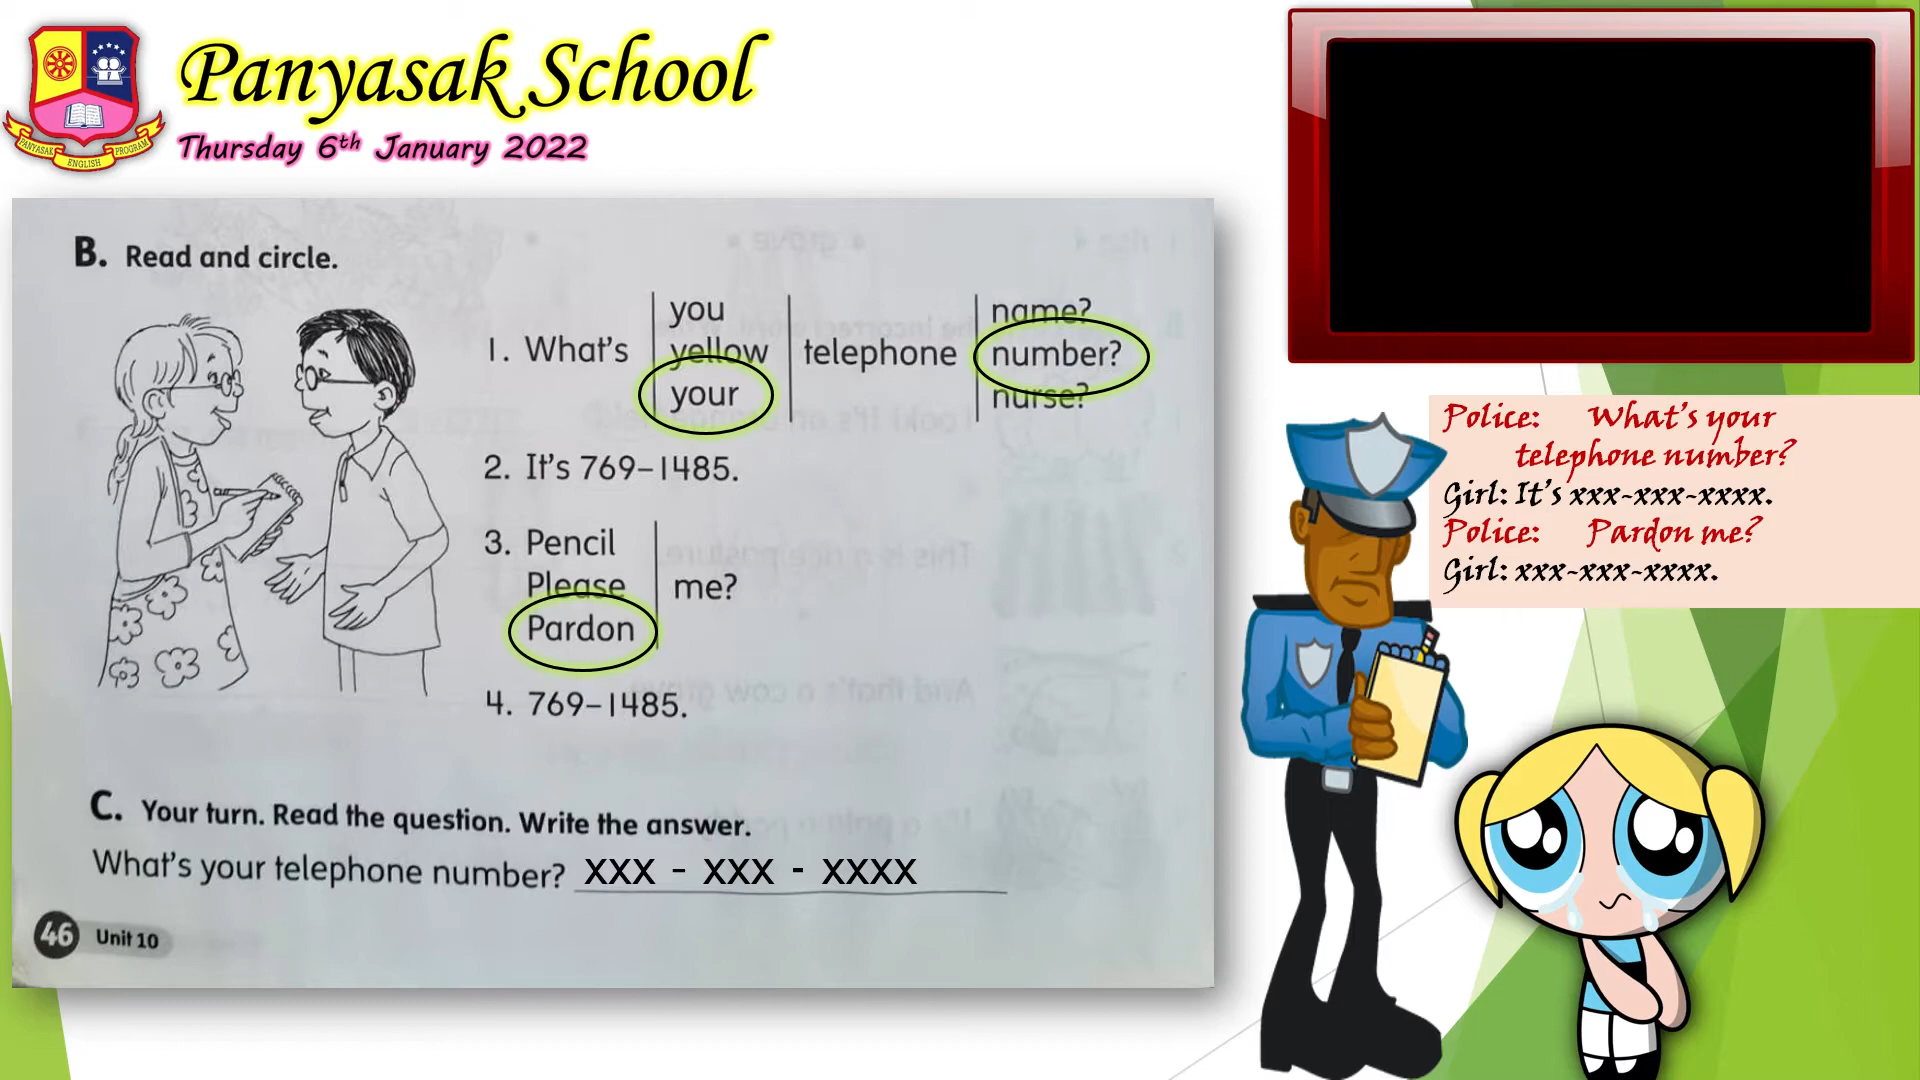 Panyasak School
Thursday 6th January 2022
PANYASAK ENGLISH PROGRAM
B. Read and circle.
you
yellow
your
1. What's
telephone
name?
number?
nurse?
2. It's 769-1485.
3. Pencil
Please
Pardon
me?
4. 769-1485.
C. Your turn. Read the question. Write the answer.
What's your telephone number? XXX - XXX - XXXX
46 Unit 10
Police: What's your
telephone number?
Girl: It's xxx-xxx-xxxx.
Police: Pardon me?
Girl: xxx-xxx-xxxx.